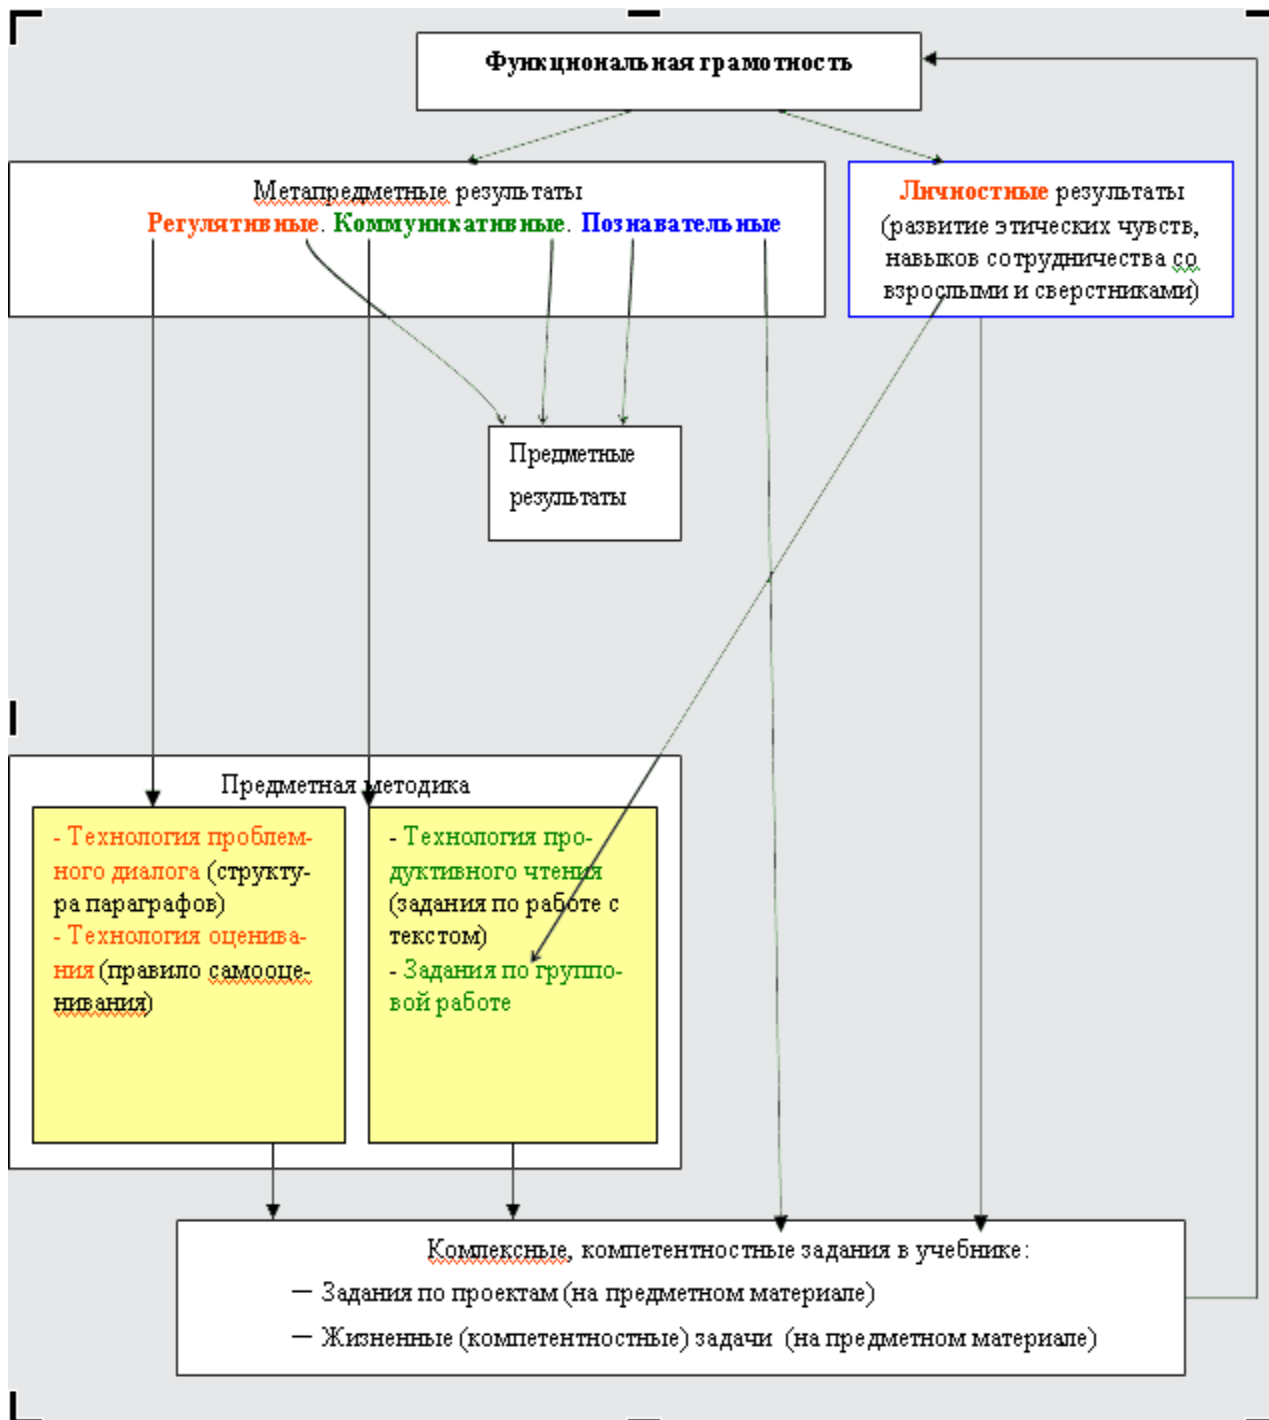 Функциональная грамотность
Метапредметные результаты
Регулятивные. Коммуникативные. Познавательные
Личностные результаты
(развитие этических чувств,
навыков сотрудничества со
взрослыми и сверстниками)
Предметные
результаты
Предметная методика
- Технология проблем-
ного диалога (структу-
ра параграфов)
- Технология оценива-
ния (правило самооце-
нивания)
- Технология про-
дуктивного чтения
(задания по работе с
текстом)
- Задания по группо-
вой работе
Компексные, компетентностные задания в учебнике:
— Задания по проектам (на предметном материале)
— Жизненные (компетентностные) задачи (на предметном материале)